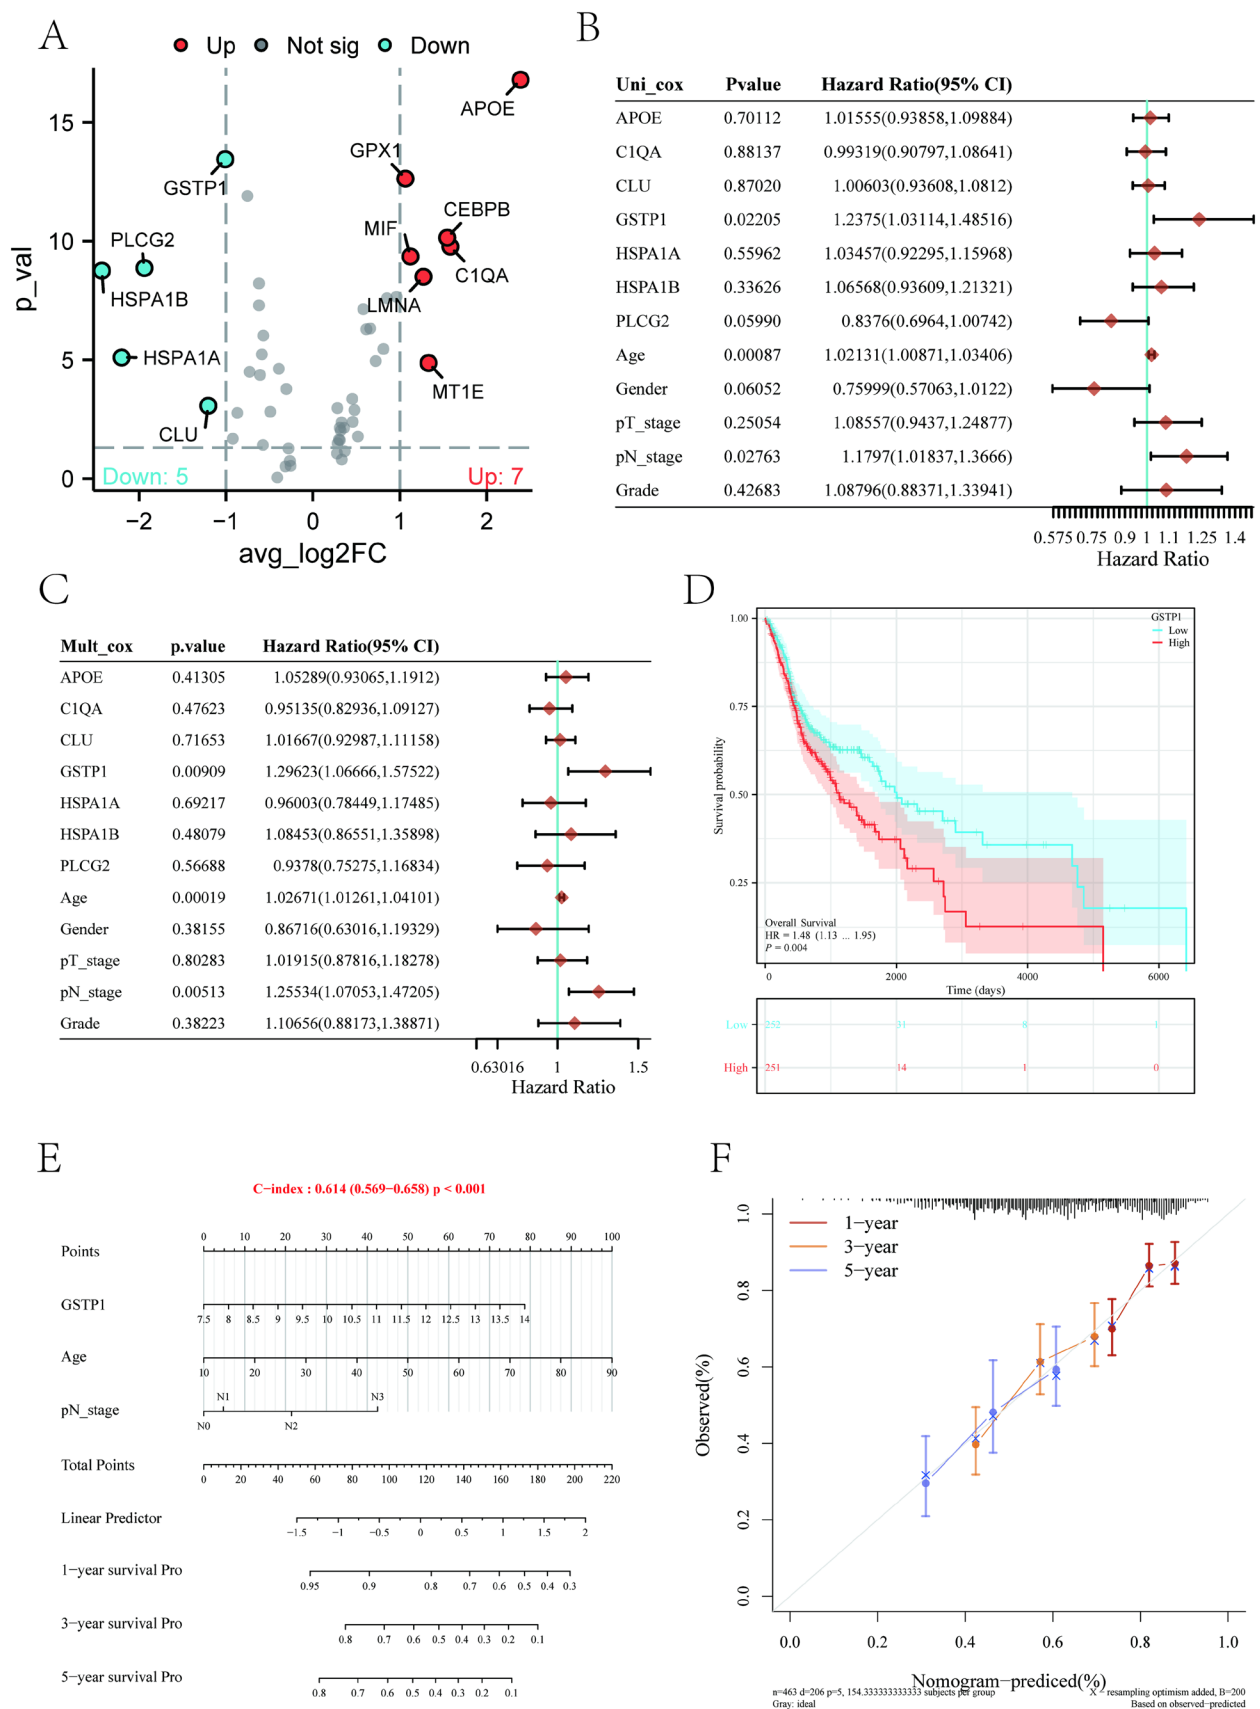 A
Up Not sig Down
p_val
15
10
5
0
APOE
GPX1
GSTP1
CEBPB
MIF
PLCG2
C1QA
HSPA1B
LMNA
HSPA1A
MT1E
CLU
Down: 5 Up: 7
−2 −1 0 1 2
avg_log2FC
B
Uni_cox Pvalue Hazard Ratio(95% CI)
APOE 0.70112 1.01555(0.93858,1.09884)
C1QA 0.88137 0.99319(0.90797,1.08641)
CLU 0.87020 1.00603(0.93608,1.0812)
GSTP1 0.02205 1.2375(1.03114,1.48516)
HSPA1A 0.55962 1.03457(0.92295,1.15968)
HSPA1B 0.33626 1.06568(0.93609,1.21321)
PLCG2 0.05990 0.8376(0.6964,1.00742)
Age 0.00087 1.02131(1.00871,1.03406)
Gender 0.06052 0.75999(0.57063,1.0122)
pT_stage 0.25054 1.08557(0.9437,1.24877)
pN_stage 0.02763 1.1797(1.01837,1.3666)
Grade 0.42683 1.08796(0.88371,1.33941)
0.575 0.75 0.9 1 1.1 1.25 1.4
Hazard Ratio
C
Mult_cox p.value Hazard Ratio(95% CI)
APOE 0.41305 1.05289(0.93065,1.1912)
C1QA 0.47623 0.95135(0.82936,1.09127)
CLU 0.71653 1.01667(0.92987,1.11158)
GSTP1 0.00909 1.29623(1.06666,1.57522)
HSPA1A 0.69217 0.96003(0.78449,1.17485)
HSPA1B 0.48079 1.08453(0.86551,1.35898)
PLCG2 0.56688 0.9378(0.75275,1.16834)
Age 0.00019 1.02671(1.01261,1.04101)
Gender 0.38155 0.86716(0.63016,1.19329)
pT_stage 0.80283 1.01915(0.87816,1.18278)
pN_stage 0.00513 1.25534(1.07053,1.47205)
Grade 0.38223 1.10656(0.88173,1.38871)
0.63016 1 1.5
Hazard Ratio
D
GSTP1
Low
High
Survival probability
1.00
0.75
0.50
0.25
Overall Survival
HR = 1.48 (1.13 ... 1.95)
P = 0.004
0 2000 4000 6000
Time (days)
Low 252 31 8 1
High 251 14 1 0
E
C−index : 0.614 (0.569−0.658) p < 0.001
Points 0 10 20 30 40 50 60 70 80 90 100
GSTP1 7.5 8 8.5 9 9.5 10 10.5 11 11.5 12 12.5 13 13.5 14
Age 10 20 30 40 50 60 70 80 90
N1 N3
pN_stage
N0 N2
Total Points 0 20 40 60 80 100 120 140 160 180 200 220
Linear Predictor −1.5 −1 −0.5 0 0.5 1 1.5 2
1−year survival Pro 0.95 0.9 0.8 0.7 0.6 0.5 0.4 0.3
3−year survival Pro 0.8 0.7 0.6 0.5 0.4 0.3 0.2 0.1
5−year survival Pro 0.8 0.7 0.6 0.5 0.4 0.3 0.2 0.1
F
1−year
3−year
5−year
Observed(%)
1.0
0.8
0.6
0.4
0.2
0.0
0.0 0.2 0.4 0.6 0.8 1.0
Nomogram−prediced(%)
n=463 d=206 p=5, 154.333333333333 subjects per group
Gray: ideal
X − resampling optimism added, B=200
Based on observed−predicted